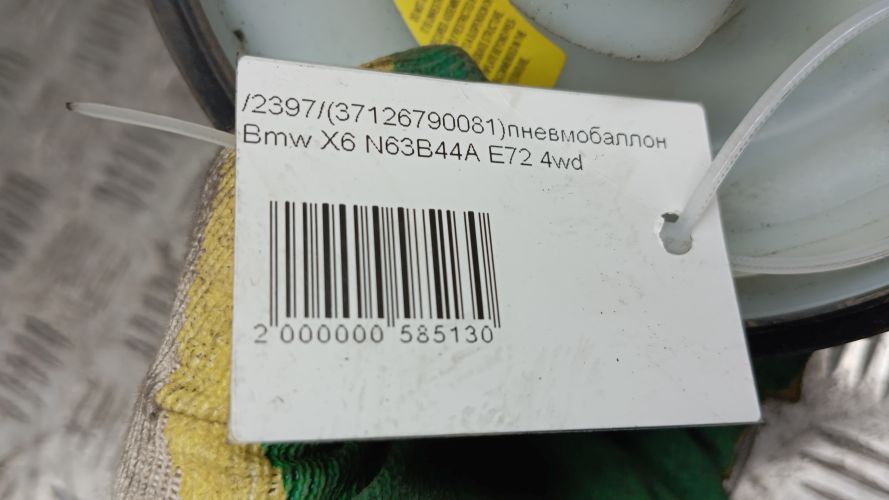 /2397/(37126790081)пневмобаллон
Bmw X6 N63B44A E72 4wd
2 000000 585130